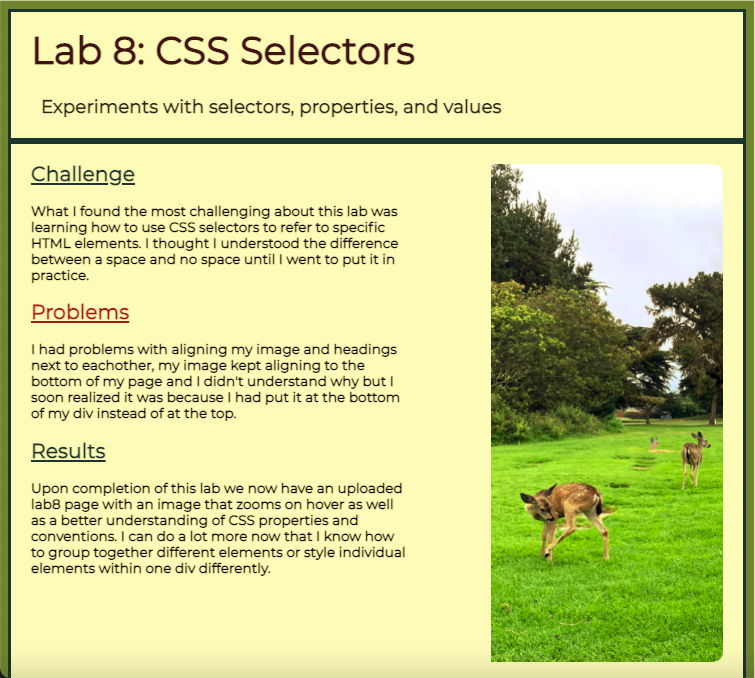 Lab 8: CSS Selectors
Experiments with selectors, properties, and values
Challenge
What I found the most challenging about this lab was
learning how to use CSS selectors to refer to specific
HTML elements. I thought I understood the difference
between a space and no space until I went to put it in
practice.
Problems
I had problems with aligning my image and headings
next to eachother, my image kept aligning to the
bottom of my page and I didn't understand why but I
soon realized it was because I had put it at the bottom
of my div instead of at the top.
Results
Upon completion of this lab we now have an uploaded
lab8 page with an image that zooms on hover as well
as a better understanding of CSS properties and
conventions. I can do a lot more now that I know how
to group together different elements or style individual
elements within one div differently.